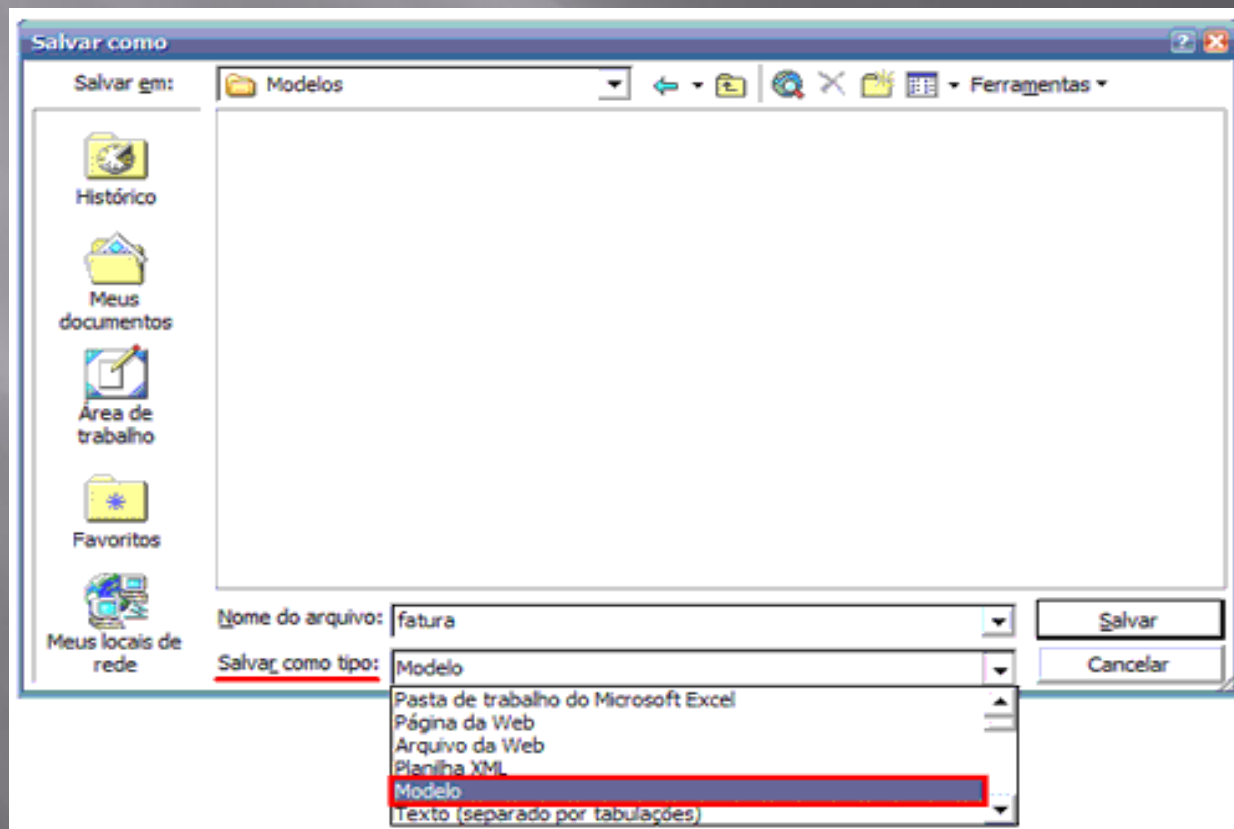 Salvar como
Salvar em:
Modelos
Ferramentas
Histórico
Meus
documentos
Área de
trabalho
Favoritos
Meus locais de
rede
Nome do arquivo:
fatura
Salvar
Salvar como tipo:
Modelo
Cancelar
Pasta de trabalho do Microsoft Excel
Página da Web
Arquivo da Web
Planilha XML
Modelo
Texto (separado por tabulações)